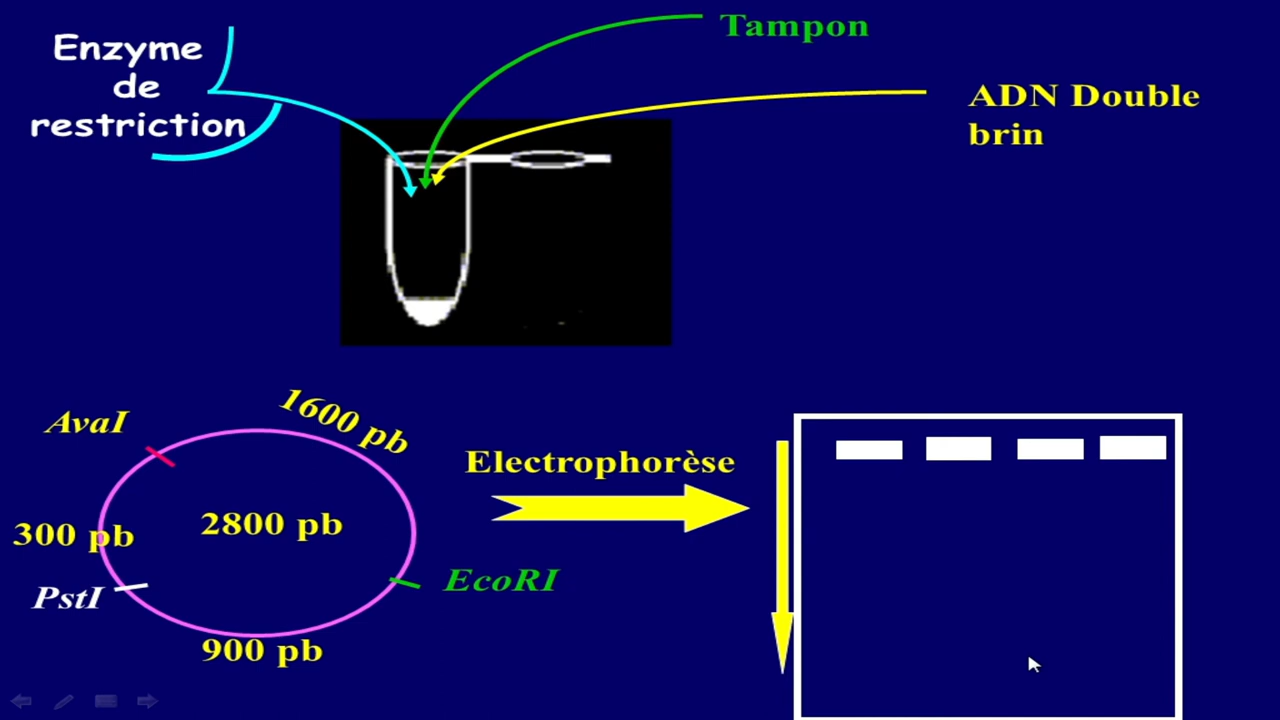 Enzyme
de
restriction
Tampon
ADN Double
brin
AvaI
1600 pb
300 pb
2800 pb
PstI
EcoRI
900 pb
Electrophorèse